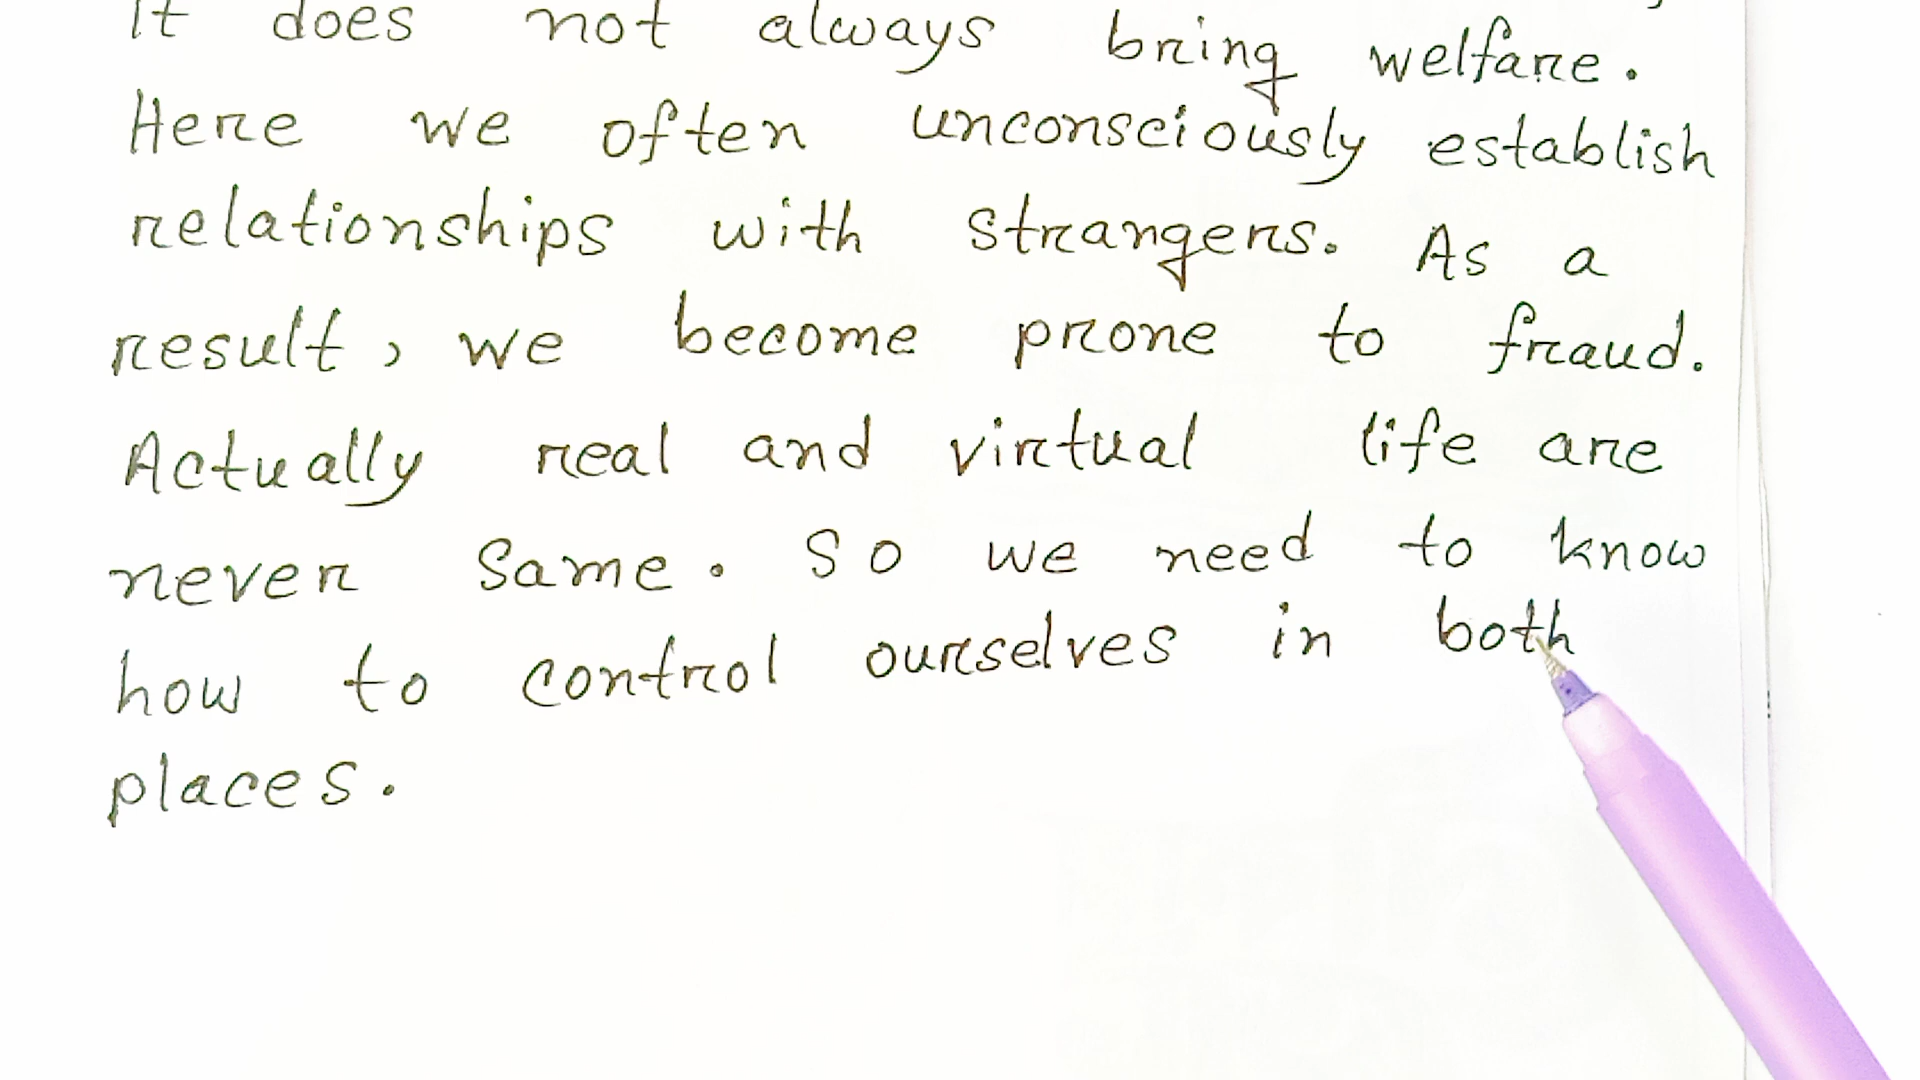 It does not always bring welfare.
Here we often unconsciously establish
relationships with strangers. As a
result, we become prone to fraud.
Actually real and virtual life are
never same. So we need to know
how to control ourselves in both
places.